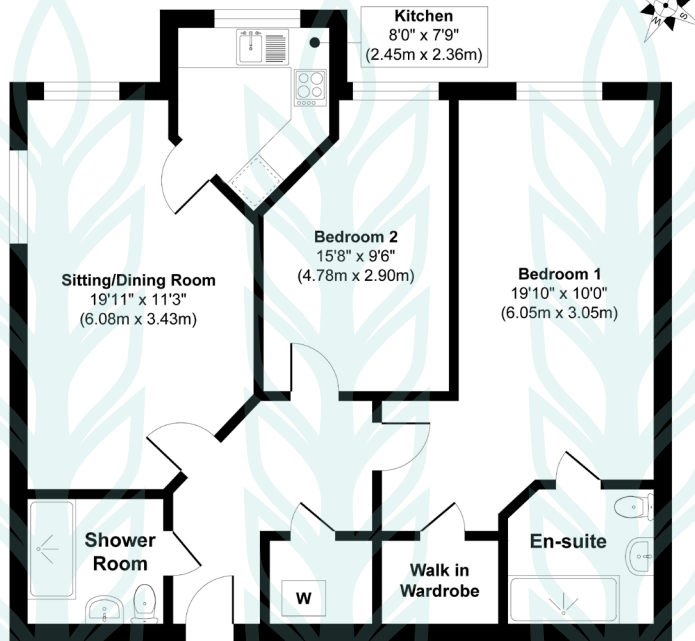 Kitchen
8'0" x 7'9"
(2.45m x 2.36m)
S
W
Sitting/Dining Room
19'11" x 11'3"
(6.08m x 3.43m)
Bedroom 2
15'8" x 9'6"
(4.78m x 2.90m)
Bedroom 1
19'10" x 10'0"
(6.05m x 3.05m)
Shower
Room
W
Walk in
Wardrobe
En-suite